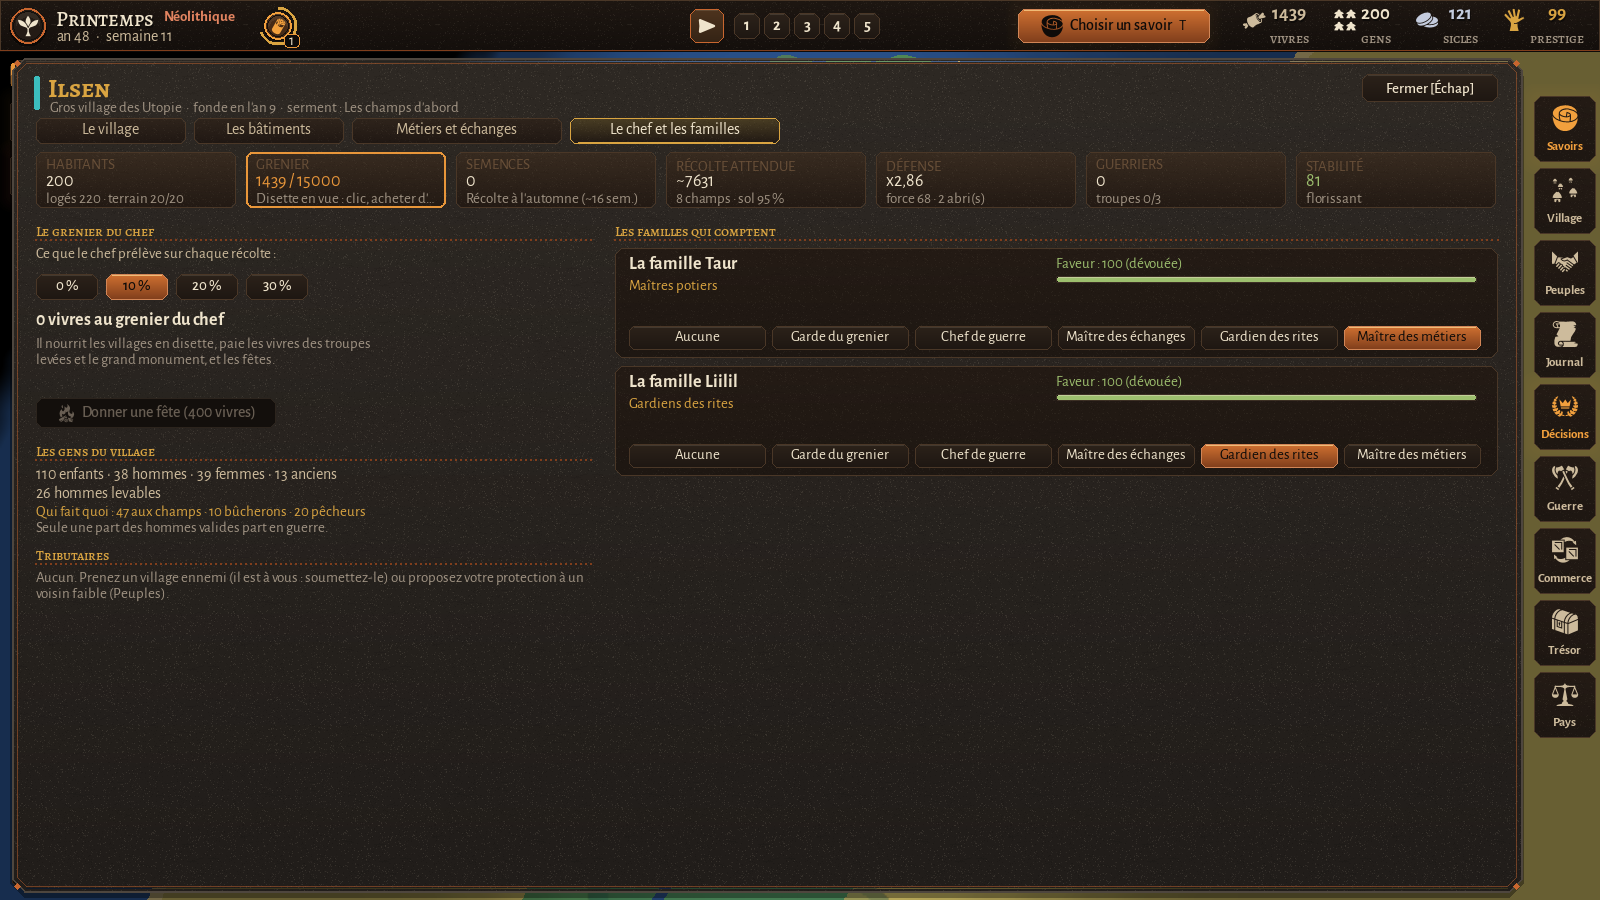 Printemps Néolithique
an 48 · semaine 11
1
1 2 3 4 5
Choisir un savoir T
1439 VIVRES
200 GENS
121 SICLES
99 PRESTIGE
Ilsen
Gros village des Utopie · fonde en l'an 9 · serment : Les champs d'abord
Fermer [Échap]
Le village
Les bâtiments
Métiers et échanges
Le chef et les familles
HABITANTS
200
logés 220 · terrain 20/20
GRENIER
1439 / 15000
Disette en vue : clic, acheter d'..
SEMENCES
0
Récolte à l'automne (~16 sem.)
RÉCOLTE ATTENDUE
~7631
8 champs · sol 95 %
DÉFENSE
x2,86
force 68 · 2 abri(s)
GUERRIERS
0
troupes 0/3
STABILITÉ
81
florissant
Le grenier du chef
Ce que le chef prélève sur chaque récolte :
0 % 10 % 20 % 30 %
0 vivres au grenier du chef
Il nourrit les villages en disette, paie les vivres des troupes
levées et le grand monument, et les fêtes.
Donner une fête (400 vivres)
Les gens du village
110 enfants · 38 hommes · 39 femmes · 13 anciens
26 hommes levables
Qui fait quoi : 47 aux champs · 10 bûcherons · 20 pêcheurs
Seule une part des hommes valides part en guerre.
Tributaires
Aucun. Prenez un village ennemi (il est à vous : soumettez-le) ou proposez votre protection à un
voisin faible (Peuples).
Les familles qui comptent
La famille Taur
Maîtres potiers
Faveur : 100 (dévouée)
Aucune Garde du grenier Chef de guerre Maître des échanges Gardien des rites Maître des métiers
La famille Liilil
Gardiens des rites
Faveur : 100 (dévouée)
Aucune Garde du grenier Chef de guerre Maître des échanges Gardien des rites Maître des métiers
Savoirs
Village
Peuples
Journal
Décisions
Guerre
Commerce
Trésor
Pays